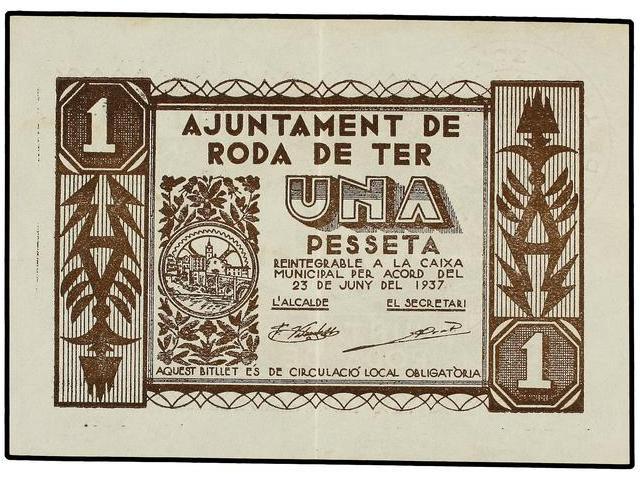 1
AJUNTAMENT DE
RODA DE TER
UNA
PESSETA
REINTEGRABLE A LA CAIXA
MUNICIPAL PER ACORD DEL
23 DE JUNY DEL 1937
L'ALCALDE EL SECRETARI
AQUEST BITLLET ES DE CIRCULACIÓ LOCAL OBLIGATÒRIA
1